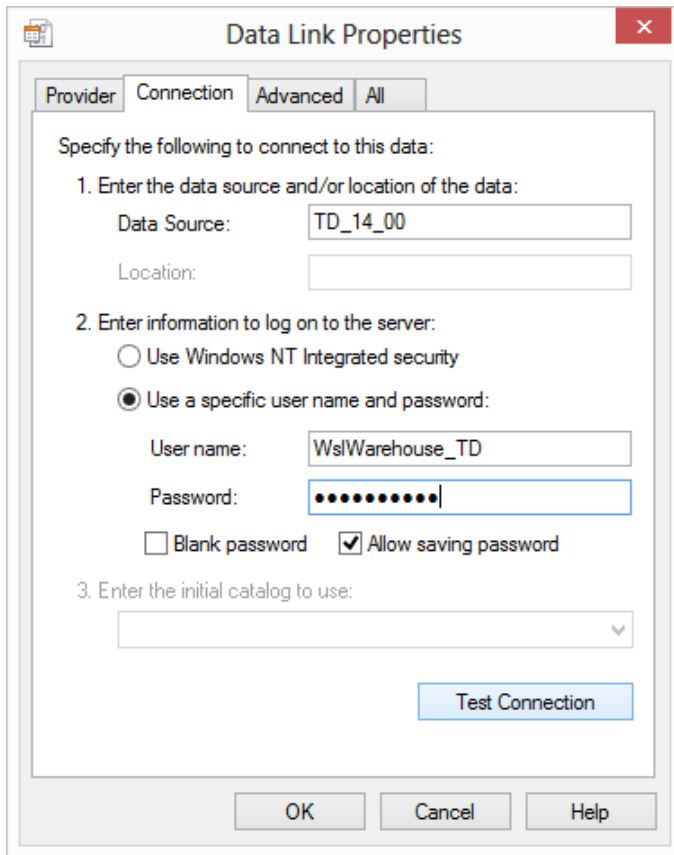 Data Link Properties
Provider Connection Advanced All
Specify the following to connect to this data:
1. Enter the data source and/or location of the data:
Data Source: TD_14_00
Location:
2. Enter information to log on to the server:
Use Windows NT Integrated security
Use a specific user name and password:
User name: WslWarehouse_TD
Password: ●●●●●●●●●●
Blank password Allow saving password
3. Enter the initial catalog to use:
Test Connection
OK Cancel Help